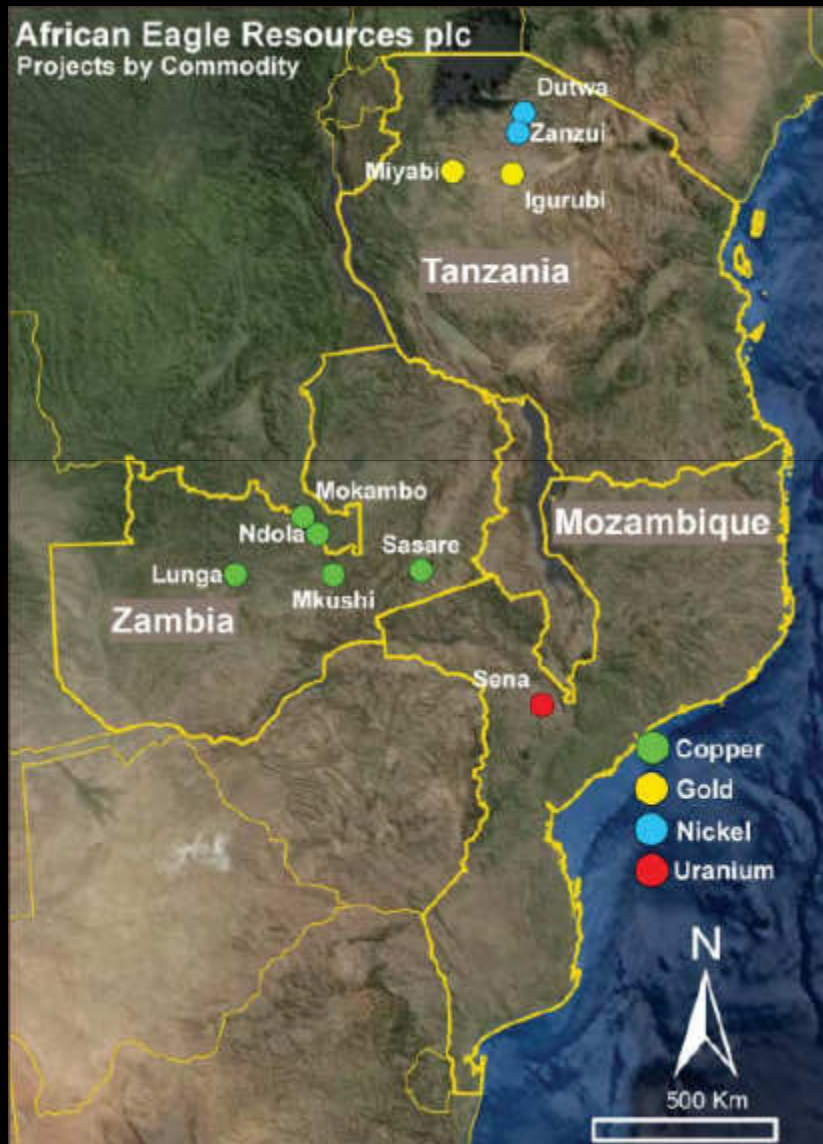 African Eagle Resources plc
Projects by Commodity
Dutwa
Zanzui
Miyabi
Igurubi
Tanzania
Mokambo
Ndola
Mozambique
Sasare
Lunga
Mkushi
Zambia
Sena
Copper
Gold
Nickel
Uranium
N
500 Km